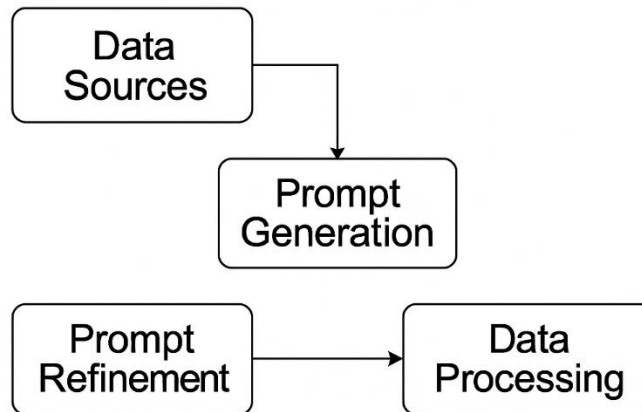 Data
Sources
Prompt
Generation
Prompt
Refinement
Data
Processing